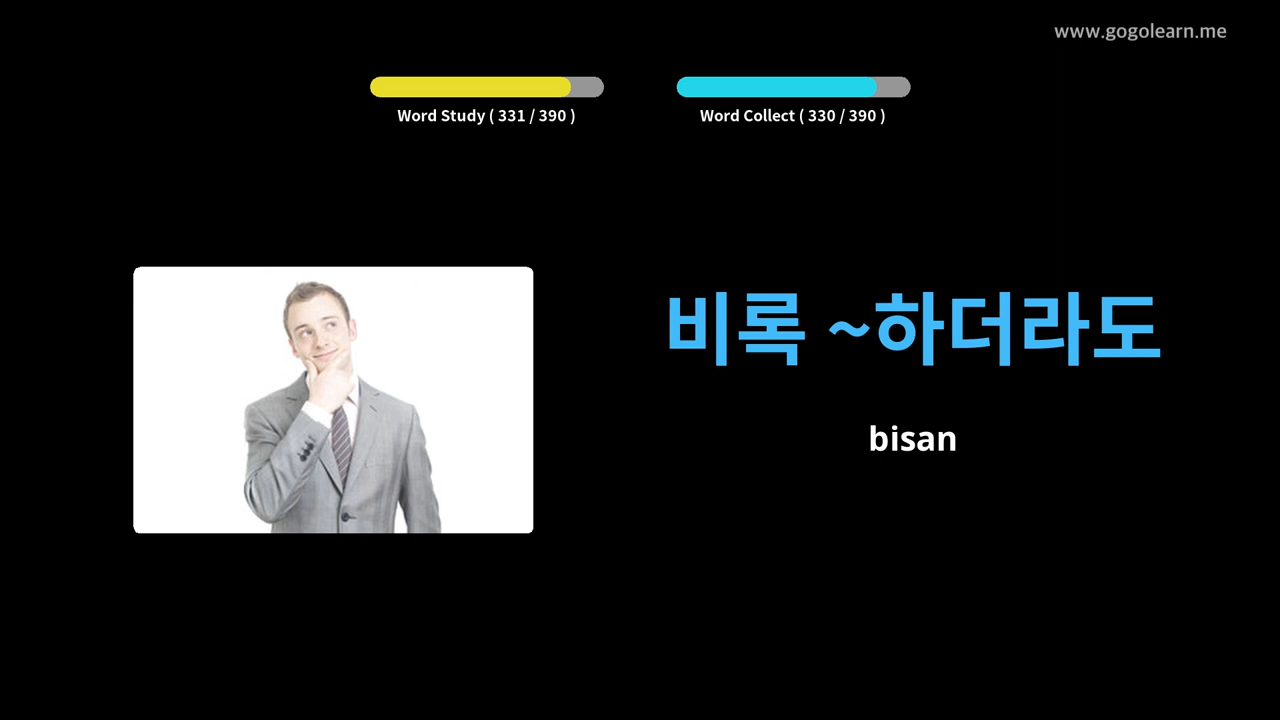 www.gogolearn.me
Word Study ( 331 / 390 )
Word Collect ( 330 / 390 )
비록 ~하더라도
bisan